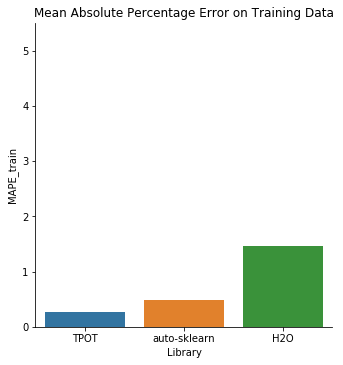 Mean Absolute Percentage Error on Training Data
5
4
3
2
1
0
MAPE_train
TPOT
auto-sklearn
H2O
Library